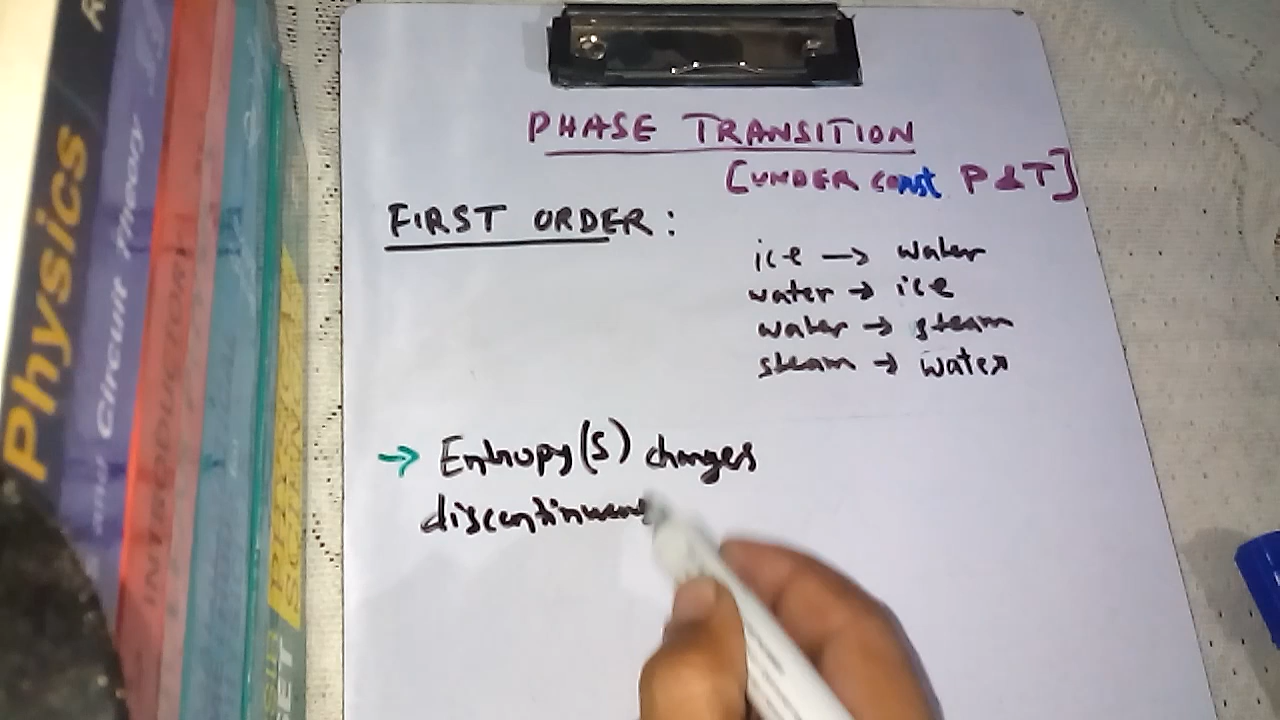 PHASE TRANSITION
[UNDER const P & T]
FIRST ORDER:
ice → water
water → ice
water → steam
steam → water
→ Entropy(S) changes
discontinuous
Physics
and Circuit Theory